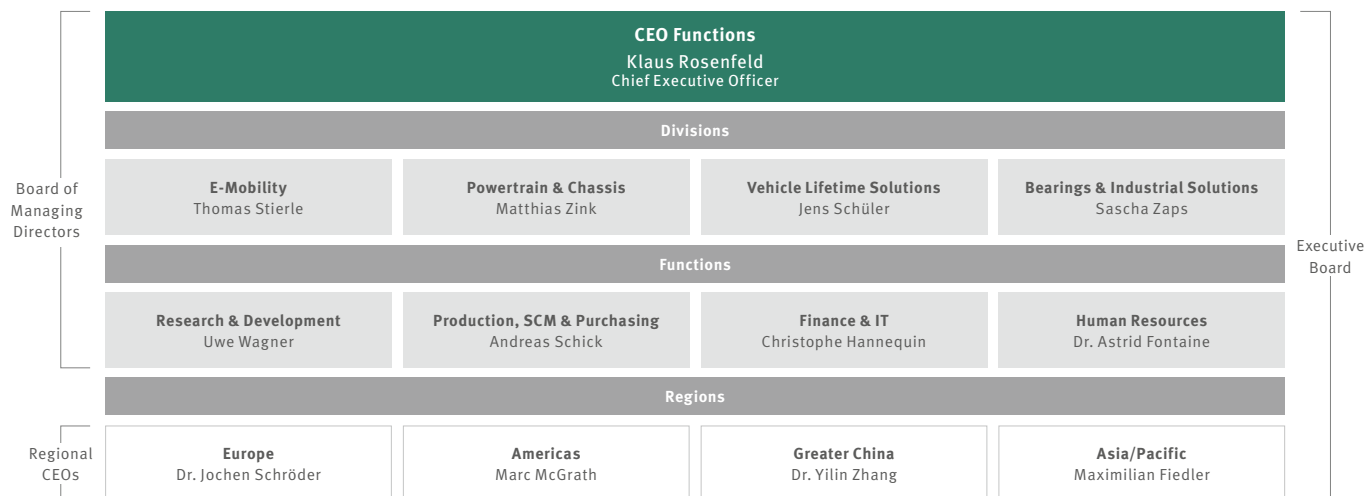 CEO Functions
Klaus Rosenfeld
Chief Executive Officer
Divisions
Board of
Managing
Directors
E-Mobility
Thomas Stierle
Powertrain & Chassis
Matthias Zink
Vehicle Lifetime Solutions
Jens Schüler
Bearings & Industrial Solutions
Sascha Zaps
Executive
Board
Functions
Research & Development
Uwe Wagner
Production, SCM & Purchasing
Andreas Schick
Finance & IT
Christophe Hannequin
Human Resources
Dr. Astrid Fontaine
Regions
Regional
CEOs
Europe
Dr. Jochen Schröder
Americas
Marc McGrath
Greater China
Dr. Yilin Zhang
Asia/Pacific
Maximilian Fiedler